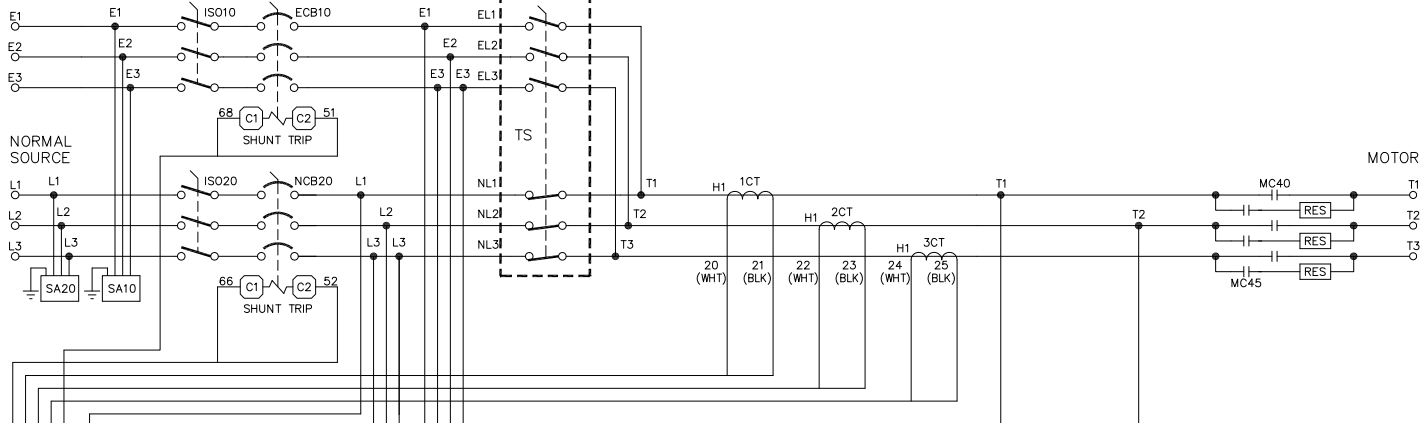 E1 E1 ISO10 ECB10 E1 EL1
E2 E2 E2 EL2
E3 E3 E3 E3 EL3
68 C1 C2 51
SHUNT TRIP
TS
NORMAL
SOURCE
MOTOR
L1 L1 ISO20 NCB20 L1 NL1 T1 H1 1CT T1 MC40 T1
RES
L2 L2 L2 NL2 T2 H1 2CT T2 T2
RES
L3 L3 L3 L3 NL3 T3 H1 3CT T3
20 21 22 23 24 25
(WHT) (BLK) (WHT) (BLK) (WHT) (BLK)
RES
MC45
SA20 SA10 66 C1 C2 52
SHUNT TRIP